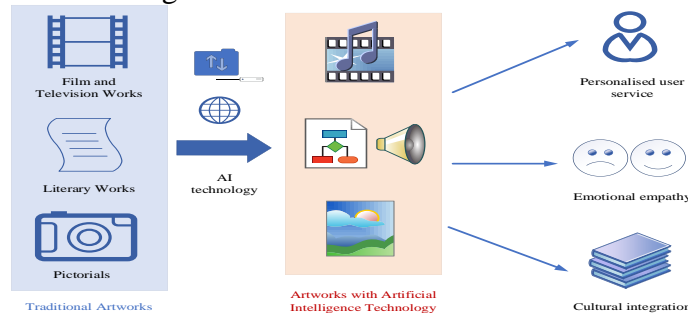 Film and
Television Works
Literary Works
Pictorials
Traditional Artworks
AI
technology
Artworks with Artificial
Intelligence Technology
Personalised user
service
Emotional empathy
Cultural integration